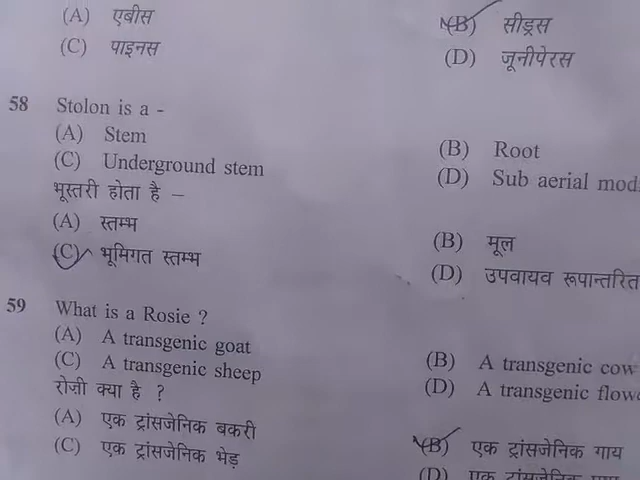 (A) एबीस (B) सीड्रस
(C) पाइनस (D) जूनीपेरस
58 Stolon is a -
(A) Stem (B) Root
(C) Underground stem (D) Sub aerial mod
भूस्तरी होता है –
(A) स्तम्भ (B) मूल
(C) भूमिगत स्तम्भ (D) उपवायव रूपान्तरित
59 What is a Rosie ?
(A) A transgenic goat (B) A transgenic cow
(C) A transgenic sheep (D) A transgenic flow
रोज़ी क्या है ?
(A) एक ट्रांसजेनिक बकरी (B) एक ट्रांसजेनिक गाय
(C) एक ट्रांसजेनिक भेड़ (D) एक ट्रांसजेनिक